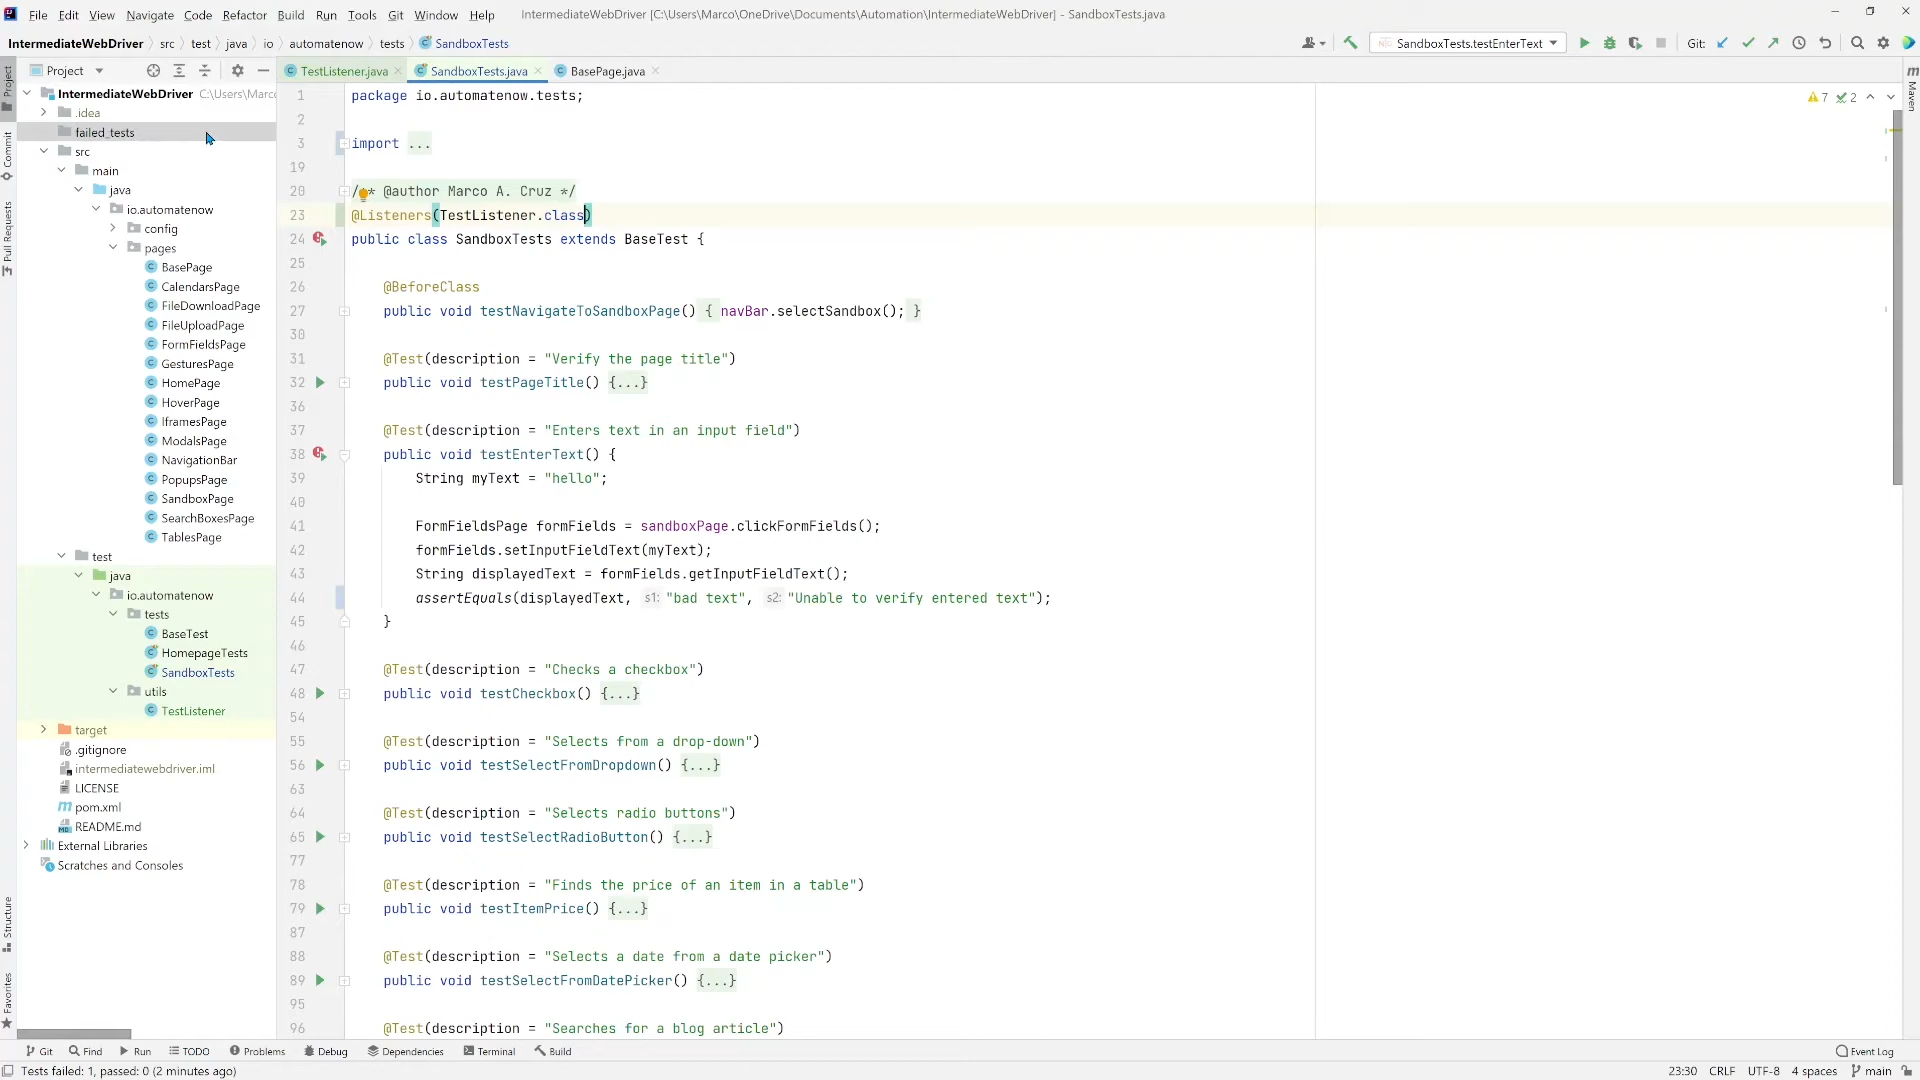 File Edit View Navigate Code Refactor Build Run Tools Git Window Help IntermediateWebDriver [C:\Users\Marco\OneDrive\Documents\Automation\IntermediateWebDriver] - SandboxTests.java
IntermediateWebDriver src test java io automatenow tests SandboxTests SandboxTests.testEnterText Git:
Project TestListener.java SandboxTests.java BasePage.java
Project
Commit
Pull Requests
Structure
Favorites
Maven
IntermediateWebDriver C:\Users\Marco
.idea
failed_tests
src
main
java
io.automatenow
config
pages
BasePage
CalendarsPage
FileDownloadPage
FileUploadPage
FormFieldsPage
GesturesPage
HomePage
HoverPage
IframesPage
ModalsPage
NavigationBar
PopupsPage
SandboxPage
SearchBoxesPage
TablesPage
test
java
io.automatenow
tests
BaseTest
HomepageTests
SandboxTests
utils
TestListener
target
.gitignore
intermediatewebdriver.iml
LICENSE
pom.xml
README.md
External Libraries
Scratches and Consoles
7 2
1 package io.automatenow.tests;
2
3 import ...
19
20 /** @author Marco A. Cruz */
23 @Listeners(TestListener.class)
24 public class SandboxTests extends BaseTest {
25
26 @BeforeClass
27 public void testNavigateToSandboxPage() { navBar.selectSandbox(); }
30
31 @Test(description = "Verify the page title")
32 public void testPageTitle() {...}
36
37 @Test(description = "Enters text in an input field")
38 public void testEnterText() {
39 String myText = "hello";
40
41 FormFieldsPage formFields = sandboxPage.clickFormFields();
42 formFields.setInputFieldText(myText);
43 String displayedText = formFields.getInputFieldText();
44 assertEquals(displayedText, s1: "bad text", s2: "Unable to verify entered text");
45 }
46
47 @Test(description = "Checks a checkbox")
48 public void testCheckbox() {...}
54
55 @Test(description = "Selects from a drop-down")
56 public void testSelectFromDropdown() {...}
63
64 @Test(description = "Selects radio buttons")
65 public void testSelectRadioButton() {...}
77
78 @Test(description = "Finds the price of an item in a table")
79 public void testItemPrice() {...}
87
88 @Test(description = "Selects a date from a date picker")
89 public void testSelectFromDatePicker() {...}
95
96 @Test(description = "Searches for a blog article")
Git Find Run TODO Problems Debug Dependencies Terminal Build Event Log
Tests failed: 1, passed: 0 (2 minutes ago) 23:30 CRLF UTF-8 4 spaces main